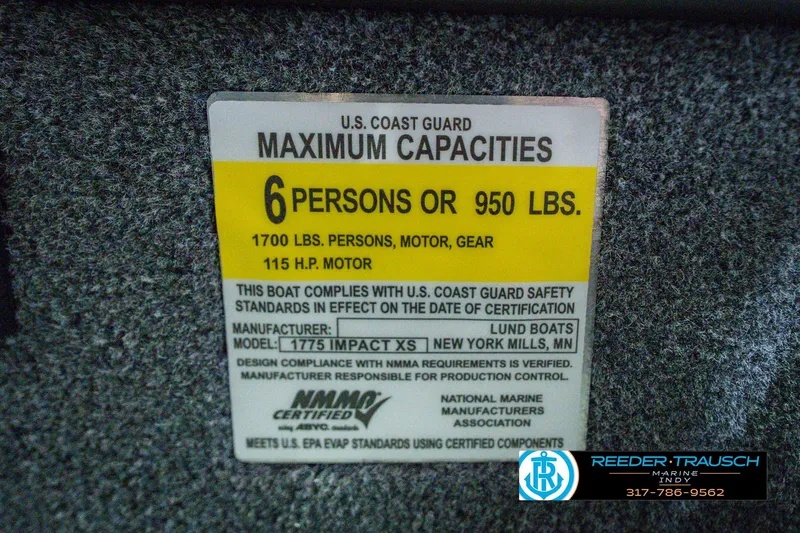 U.S. COAST GUARD
MAXIMUM CAPACITIES
6 PERSONS OR 950 LBS.
1700 LBS. PERSONS, MOTOR, GEAR
115 H.P. MOTOR
THIS BOAT COMPLIES WITH U.S. COAST GUARD SAFETY
STANDARDS IN EFFECT ON THE DATE OF CERTIFICATION
MANUFACTURER: LUND BOATS
MODEL: 1775 IMPACT XS NEW YORK MILLS, MN
DESIGN COMPLIANCE WITH NMMA REQUIREMENTS IS VERIFIED.
MANUFACTURER RESPONSIBLE FOR PRODUCTION CONTROL.
NMMA
CERTIFIED
using ABYC. standards
NATIONAL MARINE
MANUFACTURERS
ASSOCIATION
MEETS U.S. EPA EVAP STANDARDS USING CERTIFIED COMPONENTS
REEDER·TRAUSCH
MARINE
INDY
317-786-9562